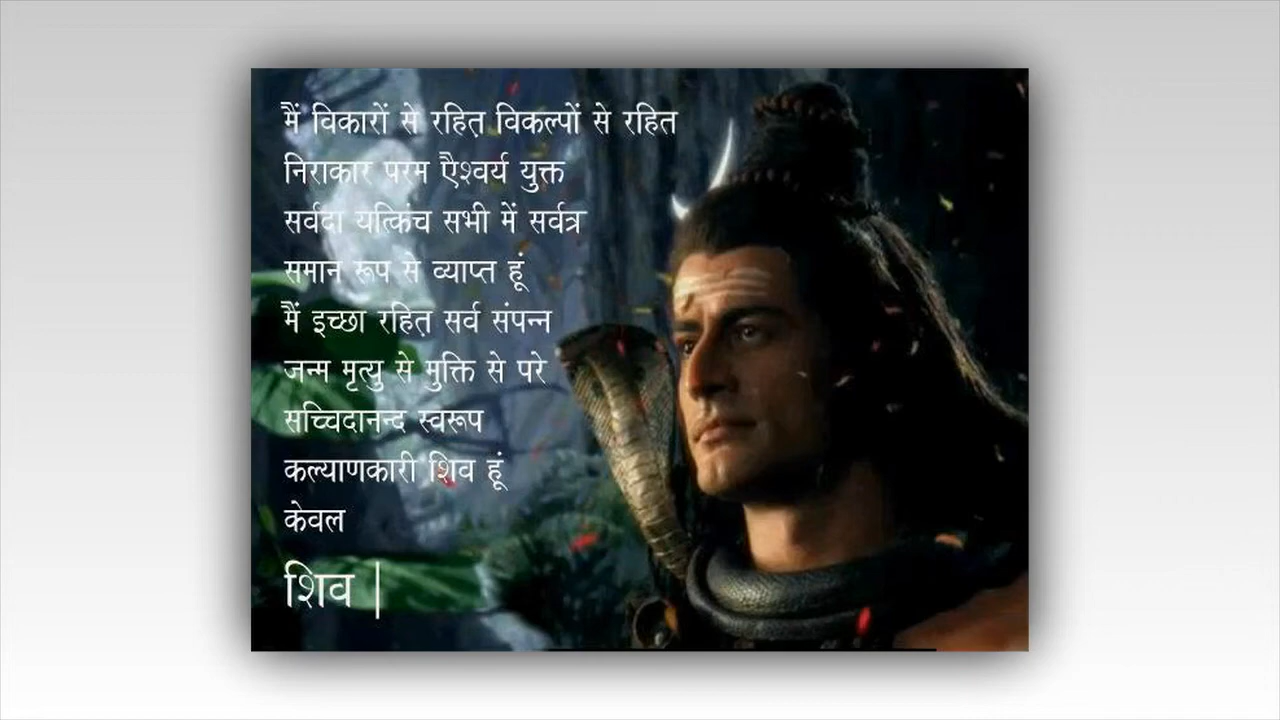 मैं विकारों से रहित़ विकल्पों से रहित
निराकार परम एैश्वर्य युक्त
सर्वदा यत्किंच सभी में सर्वत्र
समान रूप से व्याप्त हूं
मैं इच्छा रहित़ सर्व संपन्न
जन्म मृत्यु से मुक्ति से परे
सच्चिदानन्द स्वरूप
कल्याणकारी शिव हूं
केवल
शिव |